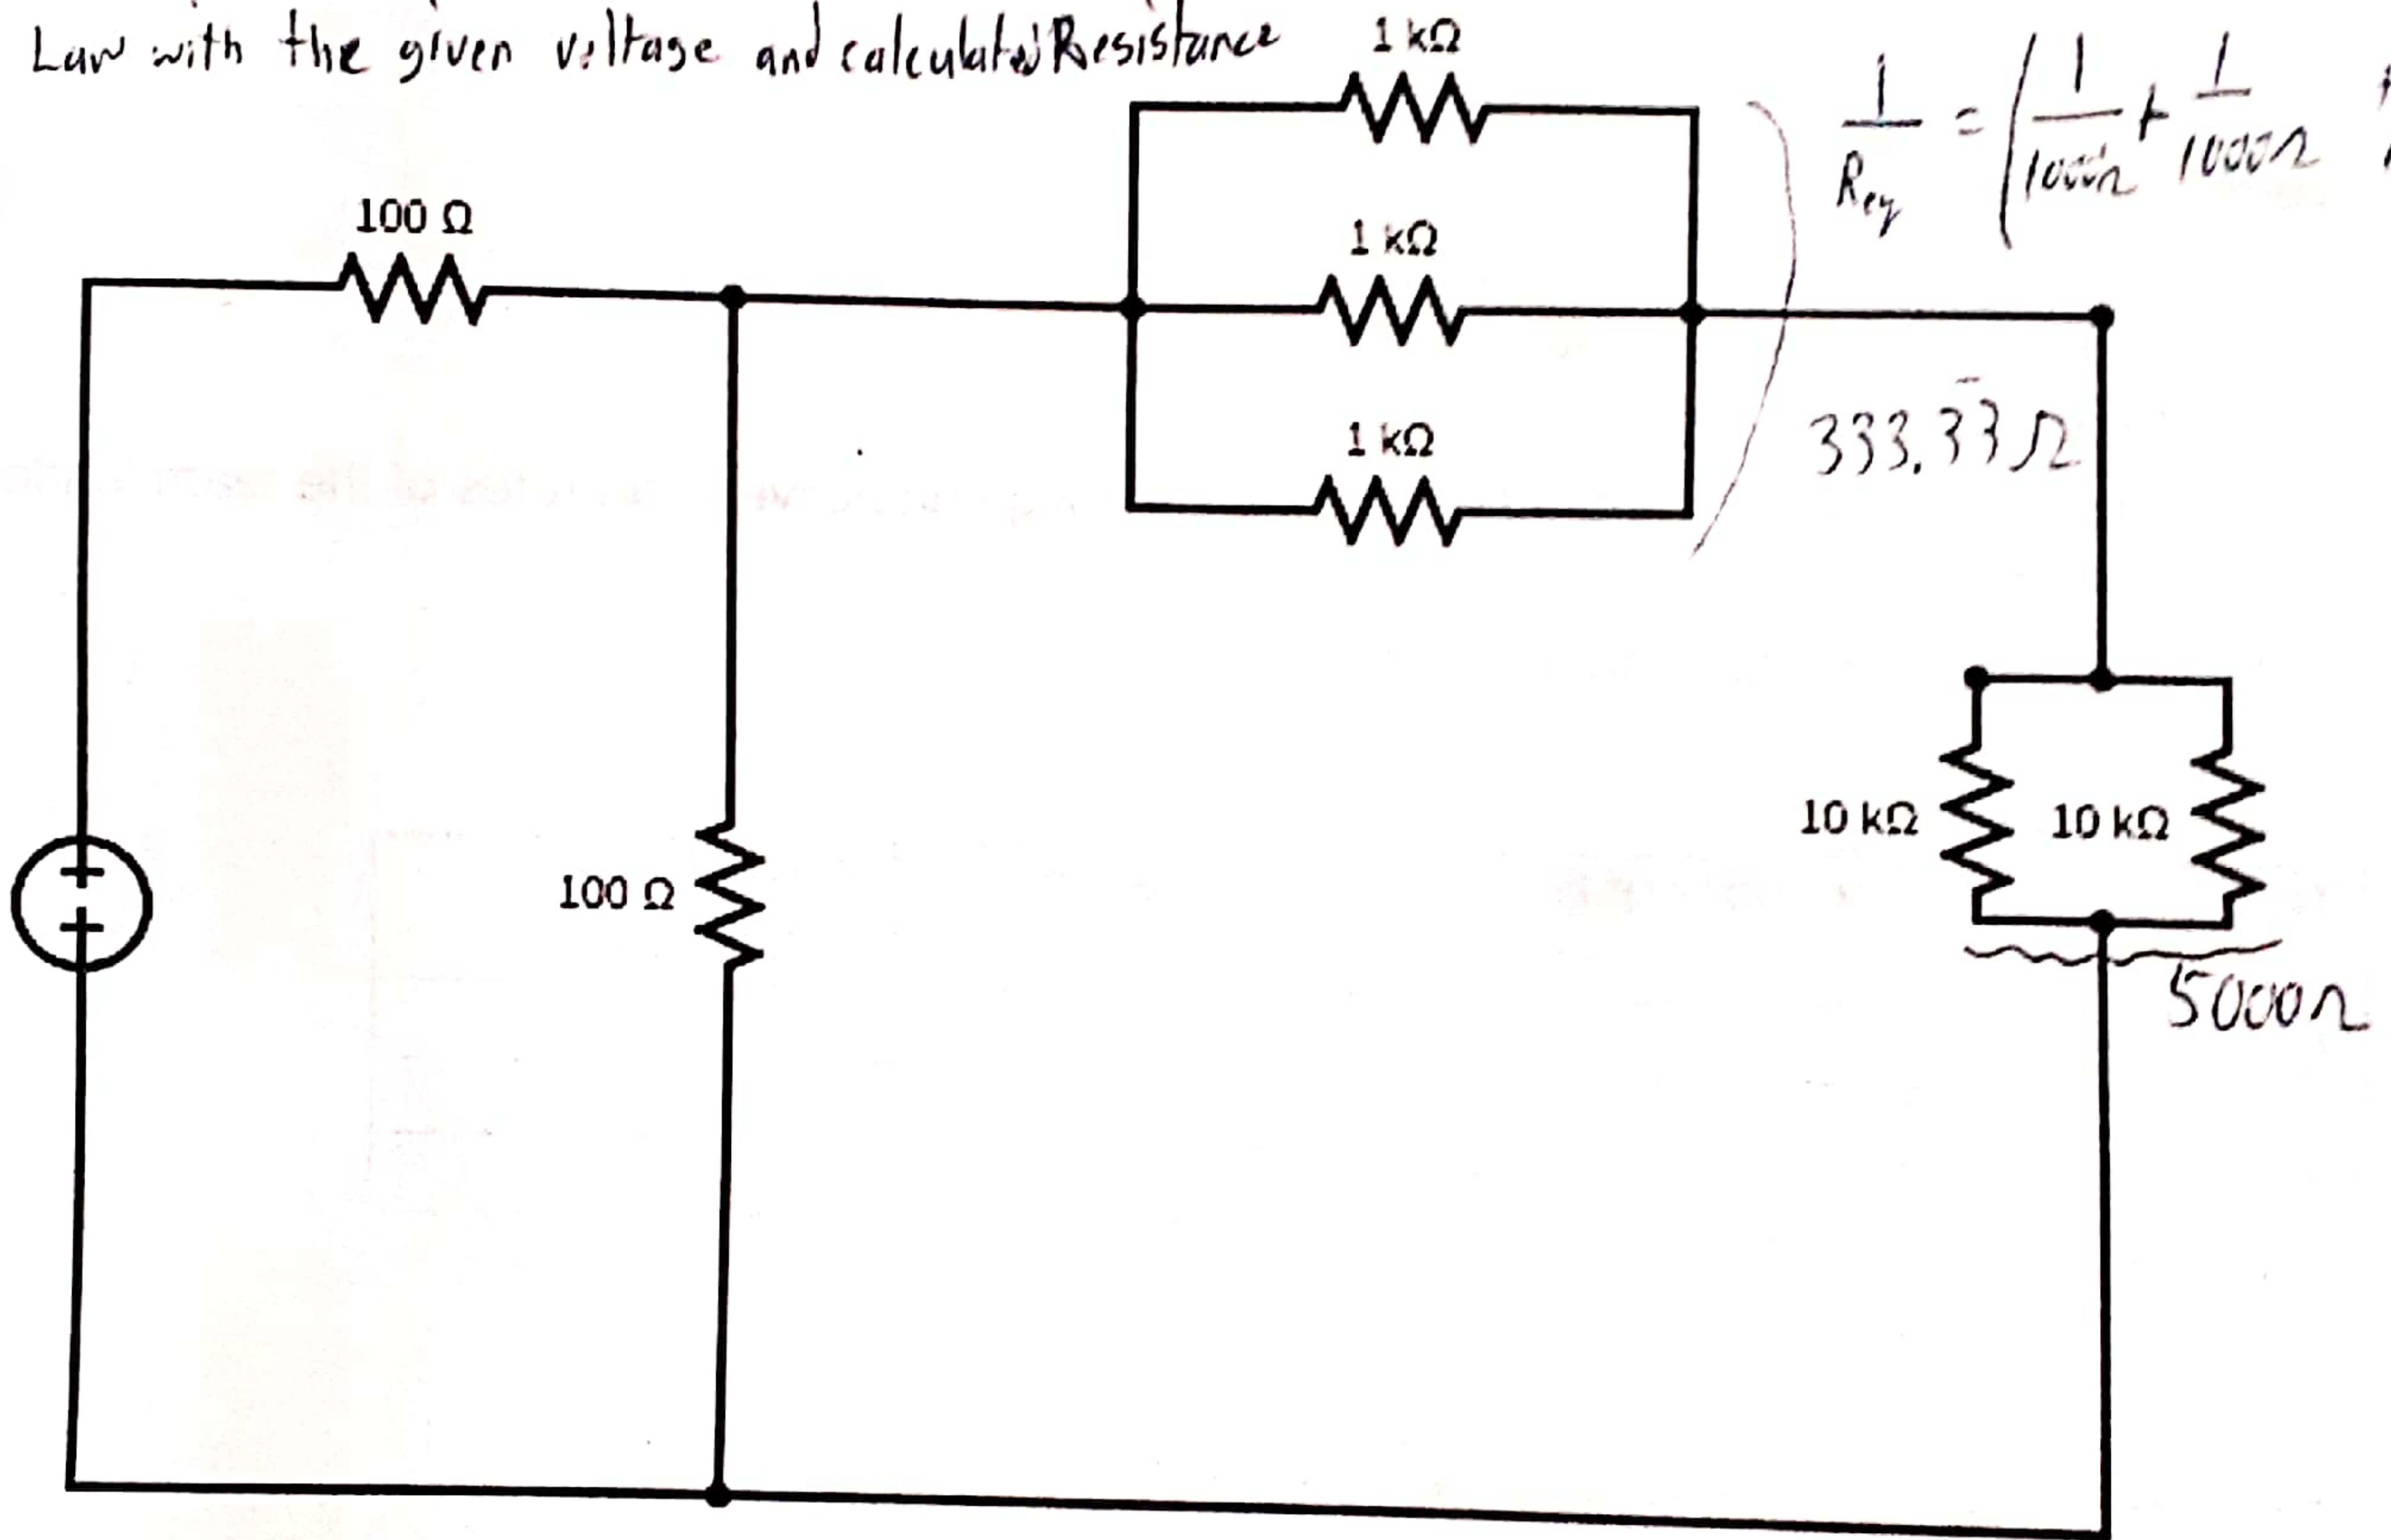 Law with the given voltage and calculated Resistance
1 kΩ
1/Req = (1/1000Ω + 1/1000Ω
100 Ω
1 kΩ
1 kΩ
333.33Ω
10 kΩ
10 kΩ
100 Ω
5000Ω